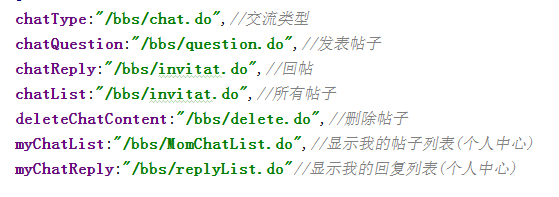 chatType:"/bbs/chat.do",//交流类型
chatQuestion:"/bbs/question.do",//发表帖子
chatReply:"/bbs/invitat.do",//回帖
chatList:"/bbs/invitat.do",//所有帖子
deleteChatContent:"/bbs/delete.do",//删除帖子
myChatList:"/bbs/MomChatList.do",//显示我的帖子列表(个人中心)
myChatReply:"/bbs/replyList.do"//显示我的回复列表(个人中心)